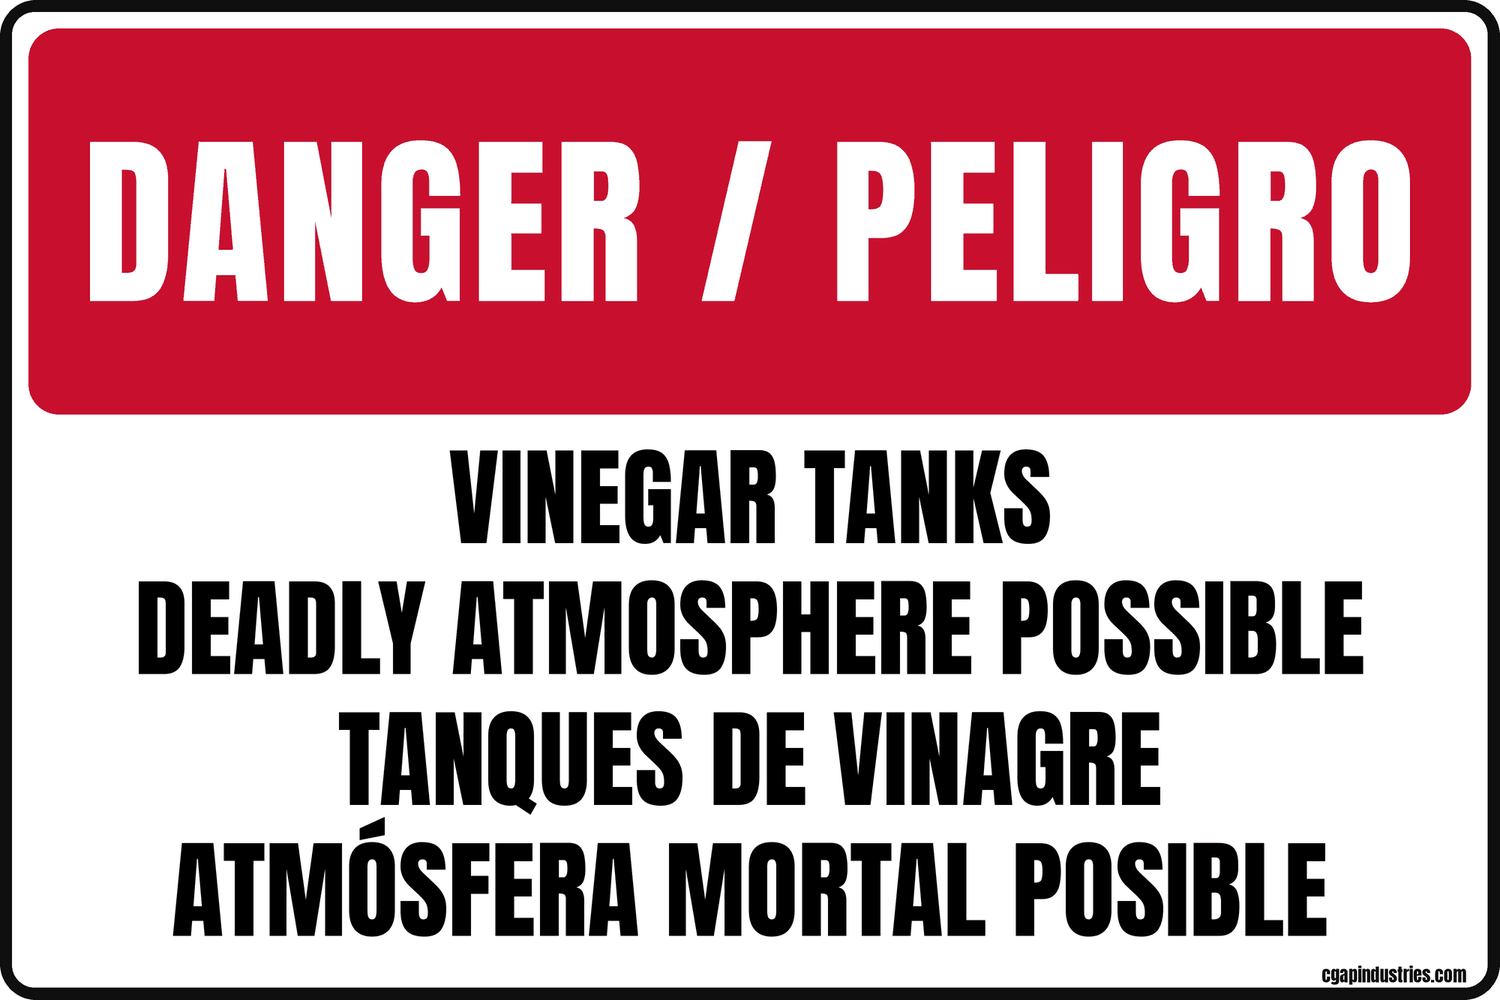 DANGER / PELIGRO
VINEGAR TANKS
DEADLY ATMOSPHERE POSSIBLE
TANQUES DE VINAGRE
ATMÓSFERA MORTAL POSIBLE
cgapindustries.com